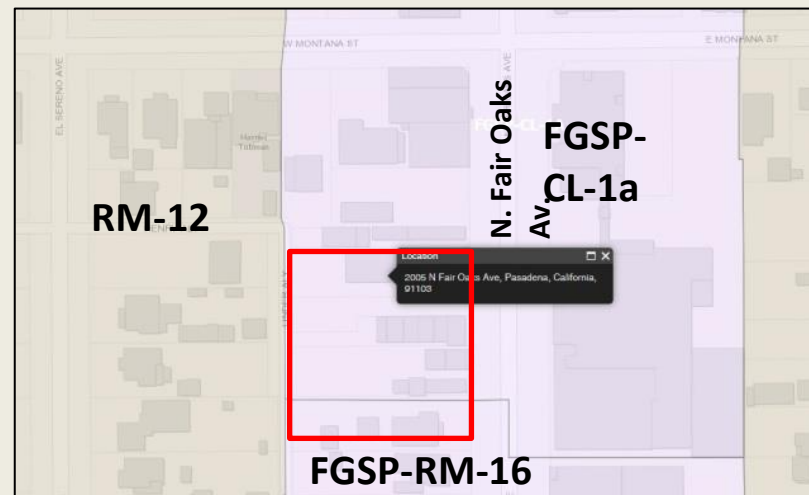 W MONTANA ST
E MONTANA ST
EL SERENO AVE
N. Fair Oaks
Av.
FGSP-
CL-1a
RM-12
Location
2005 N Fair Oaks Ave, Pasadena, California,
91103
FGSP-RM-16